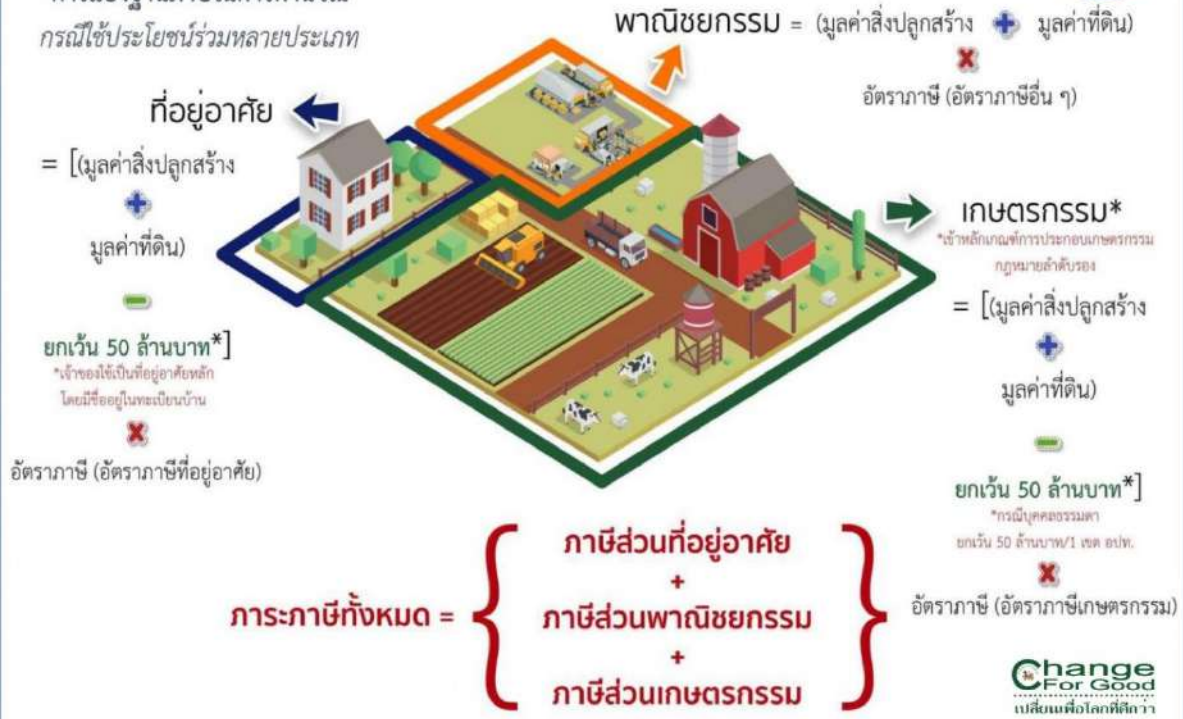 กรณีใช้ประโยชน์ร่วมหลายประเภท
พาณิชยกรรม = (มูลค่าสิ่งปลูกสร้าง + มูลค่าที่ดิน)
x
อัตราภาษี (อัตราภาษีอื่น ๆ)
ที่อยู่อาศัย
= [(มูลค่าสิ่งปลูกสร้าง
+
มูลค่าที่ดิน)
-
ยกเว้น 50 ล้านบาท*]
*เจ้าของใช้เป็นที่อยู่อาศัยหลัก
โดยมีชื่ออยู่ในทะเบียนบ้าน
x
อัตราภาษี (อัตราภาษีที่อยู่อาศัย)
เกษตรกรรม*
*เข้าหลักเกณฑ์การประกอบเกษตรกรรม
กฎหมายลำดับรอง
= [(มูลค่าสิ่งปลูกสร้าง
+
มูลค่าที่ดิน)
-
ยกเว้น 50 ล้านบาท*]
*กรณีบุคคลธรรมดา
ยกเว้น 50 ล้านบาท/1 เขต อปท.
x
อัตราภาษี (อัตราภาษีเกษตรกรรม)
ภาระภาษีทั้งหมด = { ภาษีส่วนที่อยู่อาศัย
+
ภาษีส่วนพาณิชยกรรม
+
ภาษีส่วนเกษตรกรรม }
Change
For Good
เปลี่ยนเพื่อโลกที่ดีกว่า